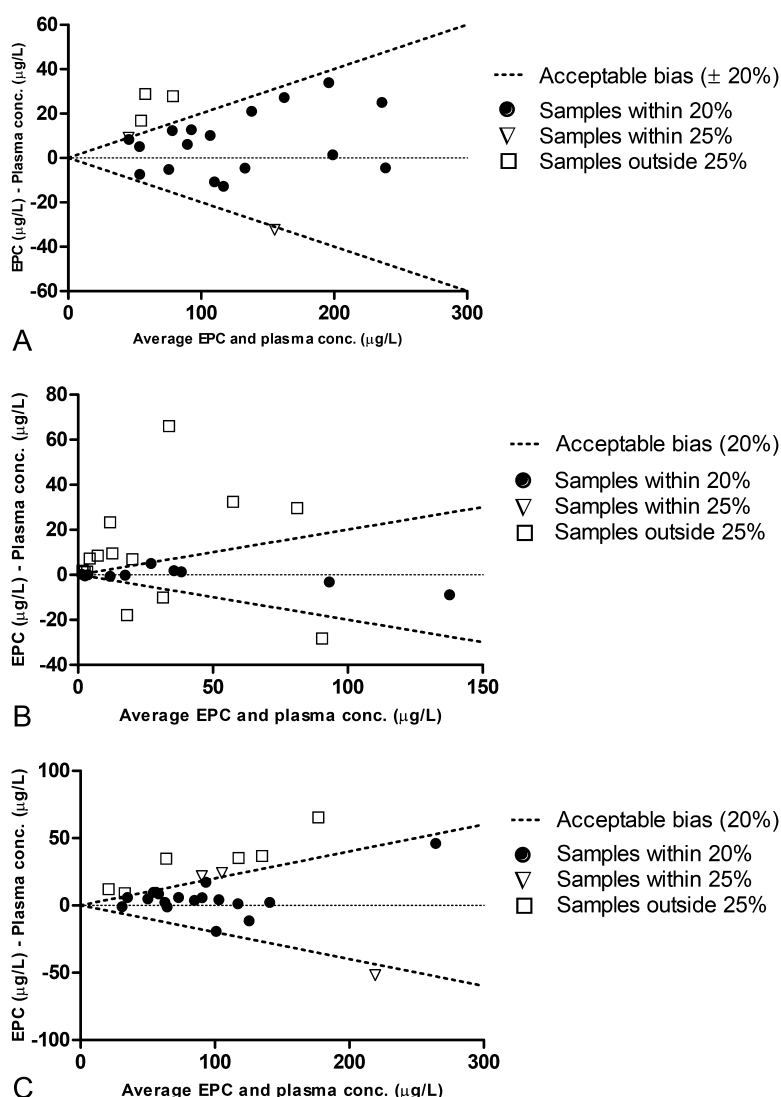 EPC (μg/L) - Plasma conc. (μg/L)
60
40
20
0
-20
-40
-60
0
100
200
300
Average EPC and plasma conc. (μg/L)
A
Acceptable bias (± 20%)
Samples within 20%
Samples within 25%
Samples outside 25%
EPC (μg/L) - Plasma conc. (μg/L)
80
60
40
20
0
-20
-40
0
50
100
150
Average EPC and plasma conc. (μg/L)
B
Acceptable bias (20%)
Samples within 20%
Samples within 25%
Samples outside 25%
EPC (μg/L) - Plasma conc. (μg/L)
100
50
0
-50
-100
0
100
200
300
Average EPC and plasma conc. (μg/L)
C
Acceptable bias (20%)
Samples within 20%
Samples within 25%
Samples outside 25%